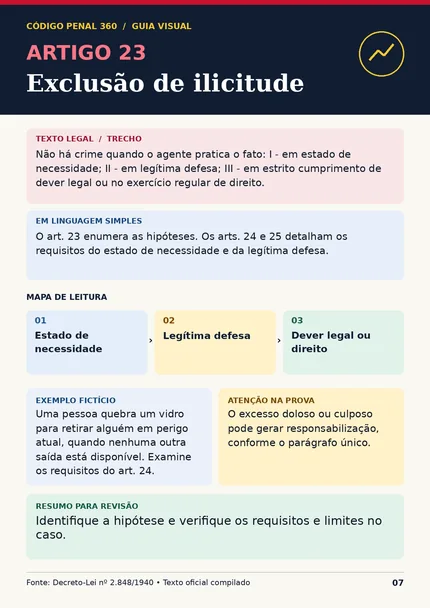 CÓDIGO PENAL 360 / GUIA VISUAL
ARTIGO 23
Exclusão de ilicitude
TEXTO LEGAL / TRECHO
Não há crime quando o agente pratica o fato: I - em estado de
necessidade; II - em legítima defesa; III - em estrito cumprimento de
dever legal ou no exercício regular de direito.
EM LINGUAGEM SIMPLES
O art. 23 enumera as hipóteses. Os arts. 24 e 25 detalham os
requisitos do estado de necessidade e da legítima defesa.
MAPA DE LEITURA
01
Estado de
necessidade
›
02
Legítima defesa
›
03
Dever legal ou
direito
EXEMPLO FICTÍCIO
Uma pessoa quebra um vidro
para retirar alguém em perigo
atual, quando nenhuma outra
saída está disponível. Examine
os requisitos do art. 24.
ATENÇÃO NA PROVA
O excesso doloso ou culposo
pode gerar responsabilização,
conforme o parágrafo único.
RESUMO PARA REVISÃO
Identifique a hipótese e verifique os requisitos e limites no
caso.
Fonte: Decreto-Lei nº 2.848/1940 • Texto oficial compilado
07